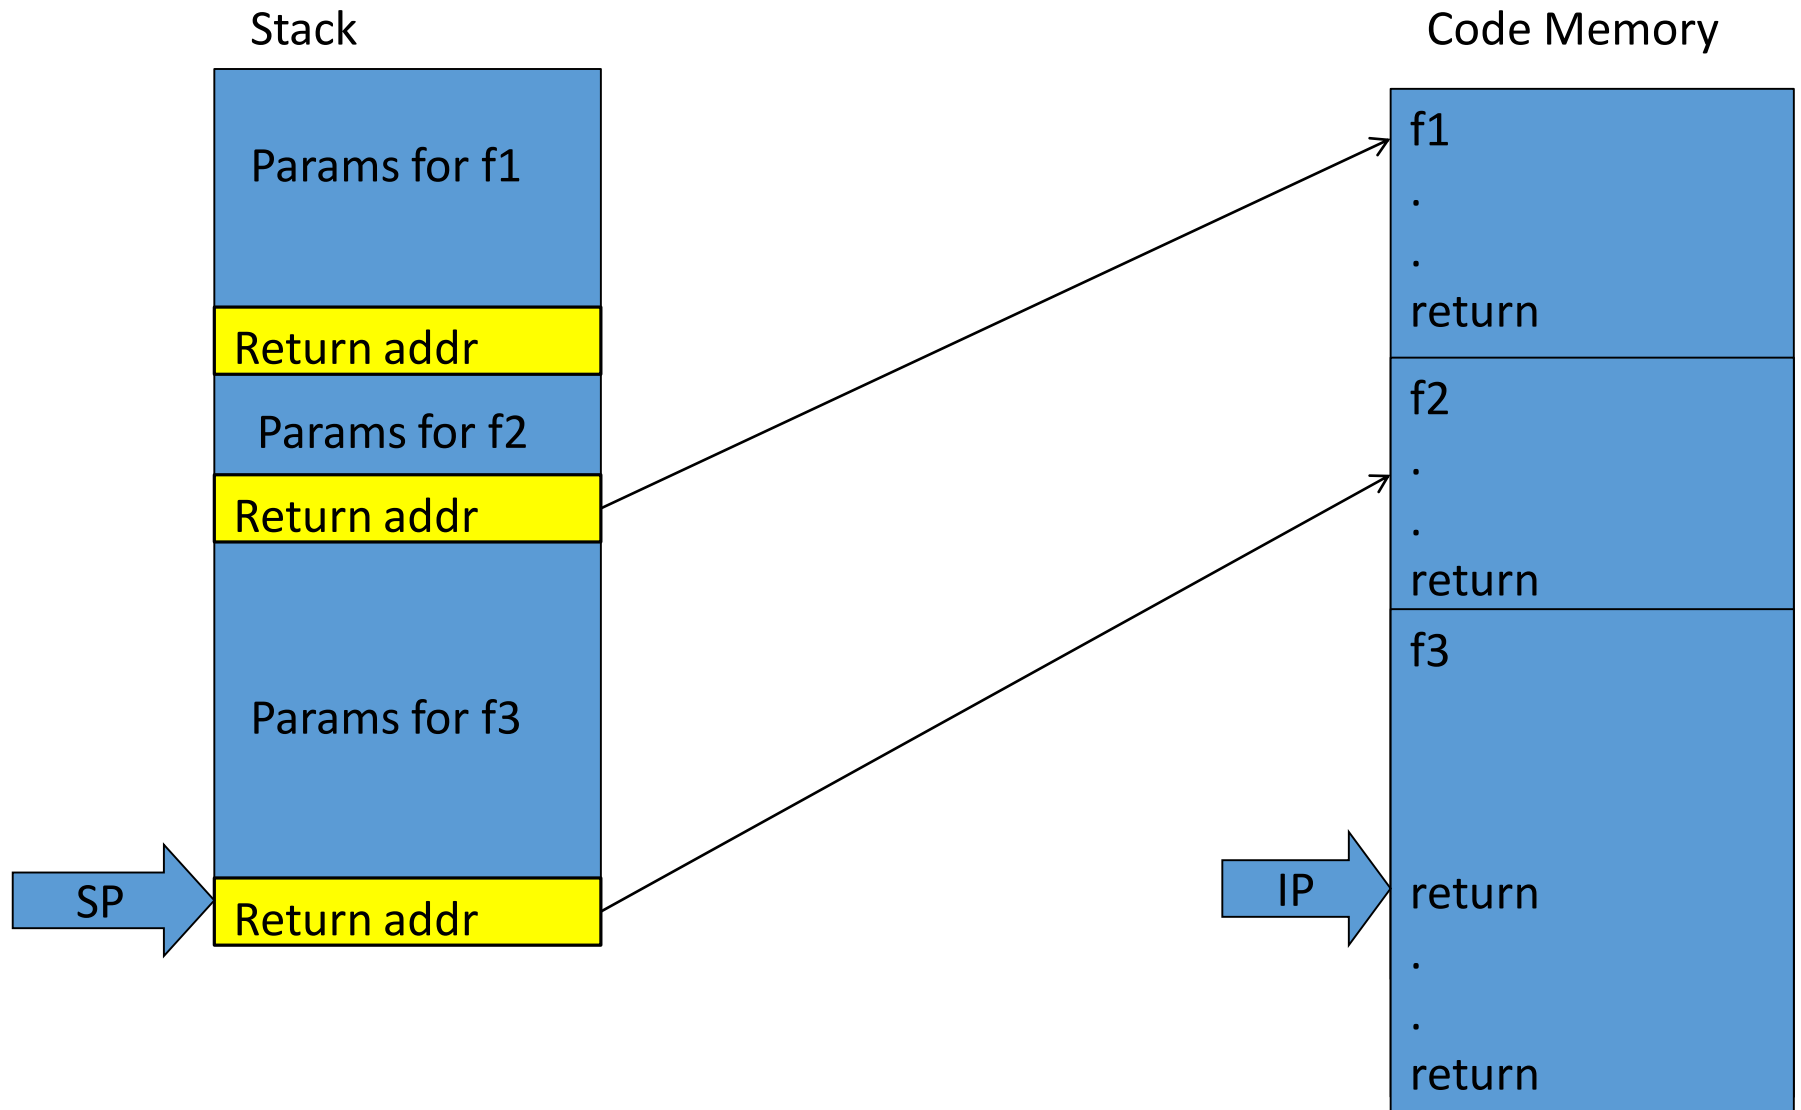 Stack
Params for f1
Return addr
Params for f2
Return addr
Params for f3
SP
Return addr
Code Memory
f1
.
.
return
f2
.
.
return
f3
IP
return
.
.
return